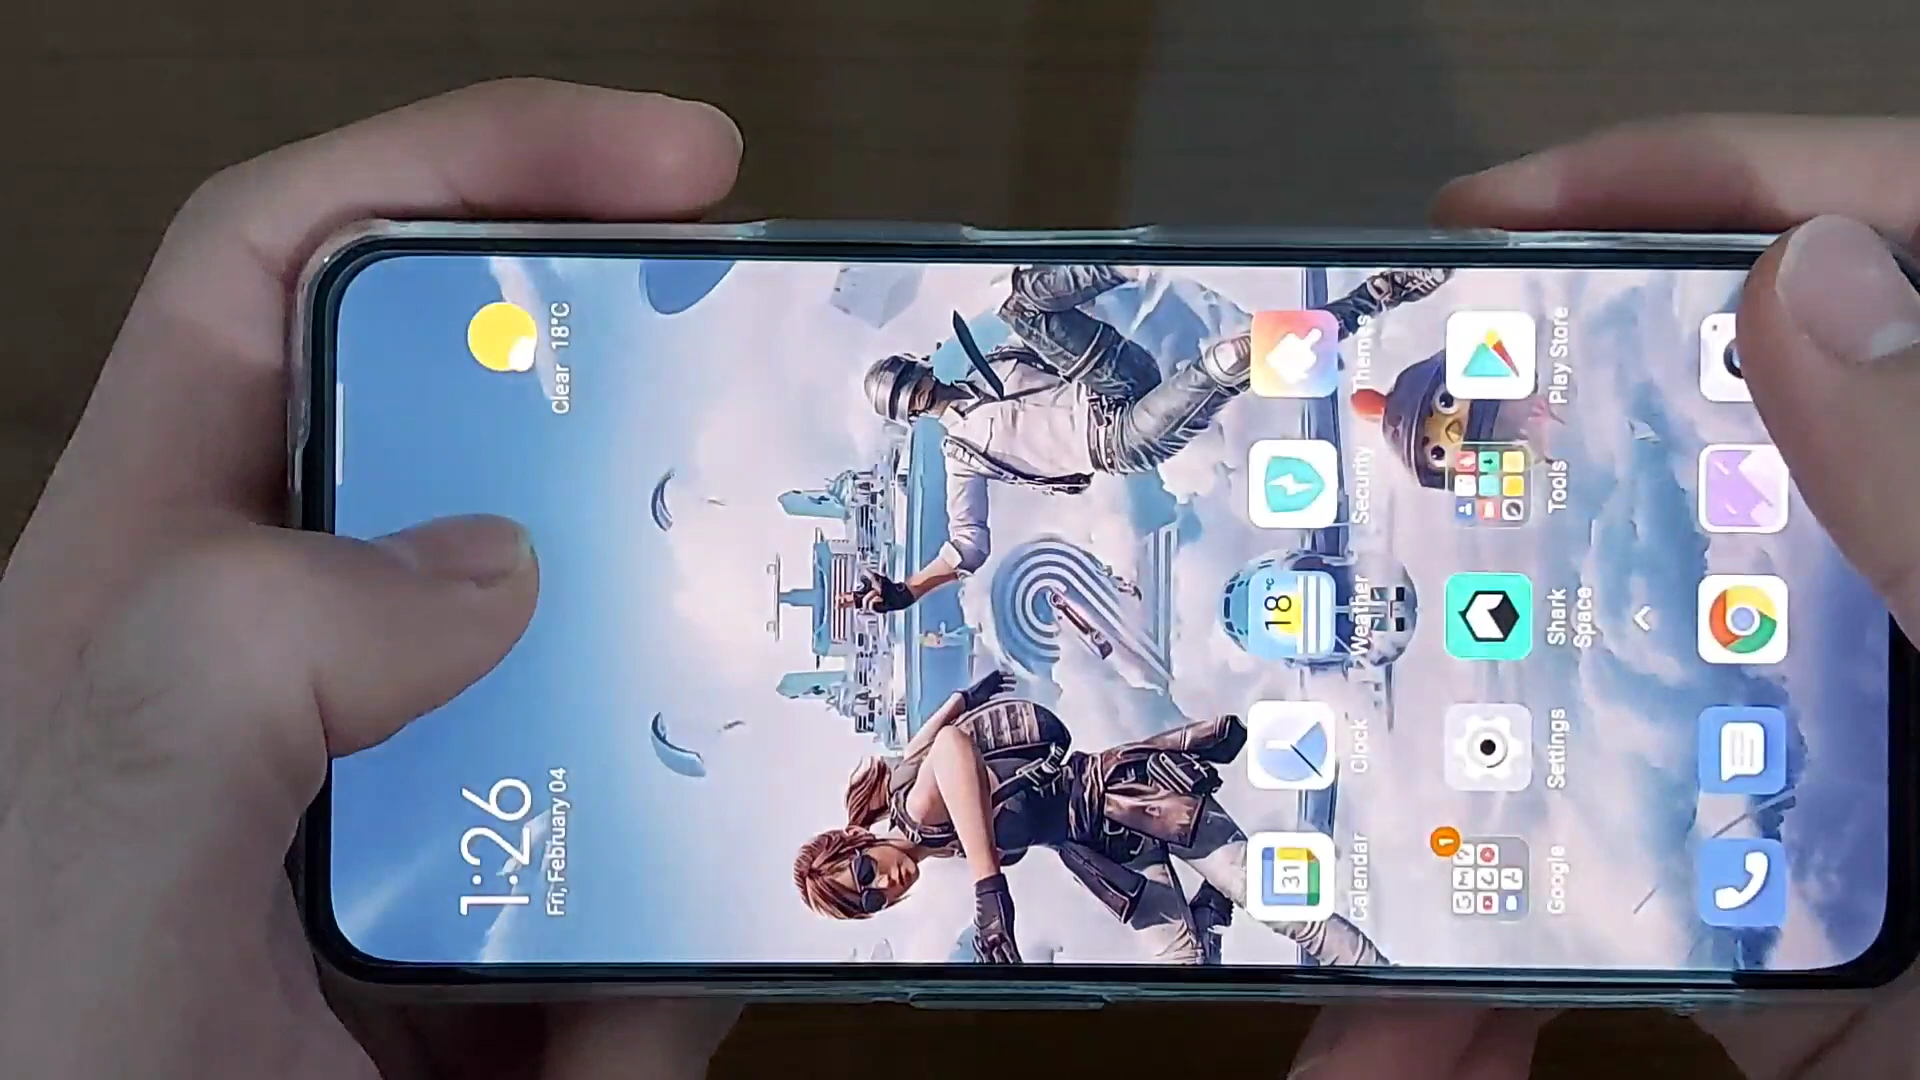 1:26
Fri, February 04
Clear 18°C
31
18°C
Calendar
Clock
Weather
Security
Themes
1
Google
Settings
Shark
Space
Tools
Play Store